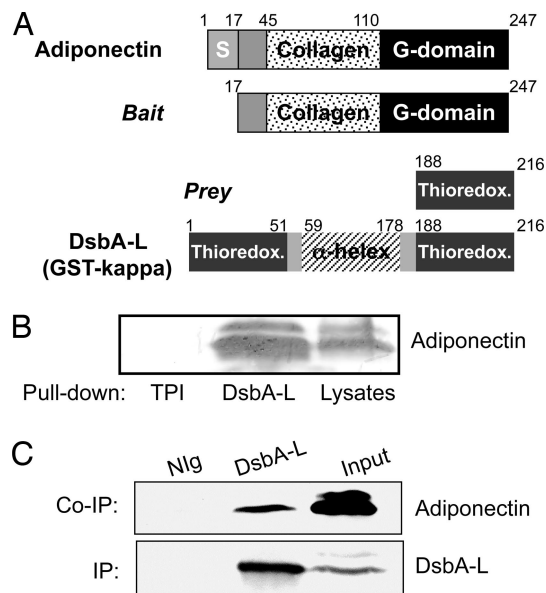 A
1 17 45 110 247
Adiponectin S Collagen G-domain
17 247
Bait Collagen G-domain
188 216
Prey Thioredox.
1 51 59 178 188 216
DsbA-L Thioredox. α-helex Thioredox.
(GST-kappa)
B
Adiponectin
Pull-down: TPI DsbA-L Lysates
C
NIg DsbA-L Input
Co-IP: Adiponectin
IP: DsbA-L